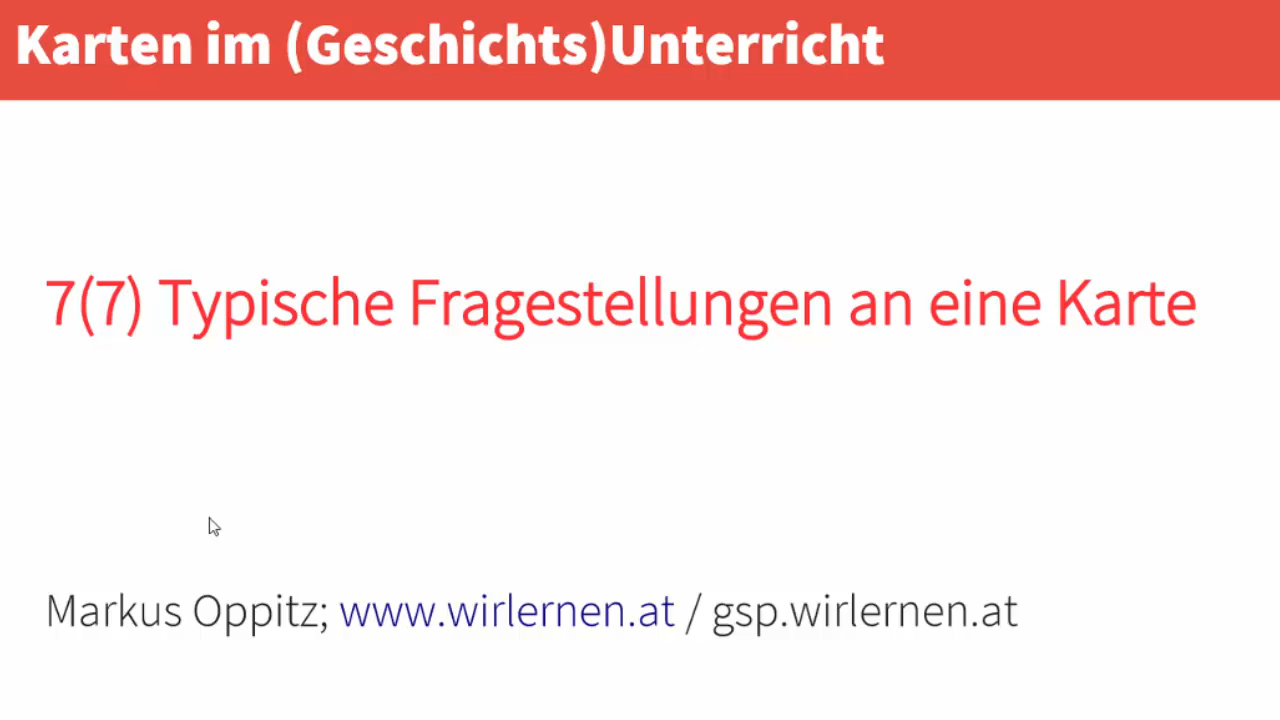 Karten im (Geschichts)Unterricht
7(7) Typische Fragestellungen an eine Karte
Markus Oppitz; www.wirlernen.at / gsp.wirlernen.at